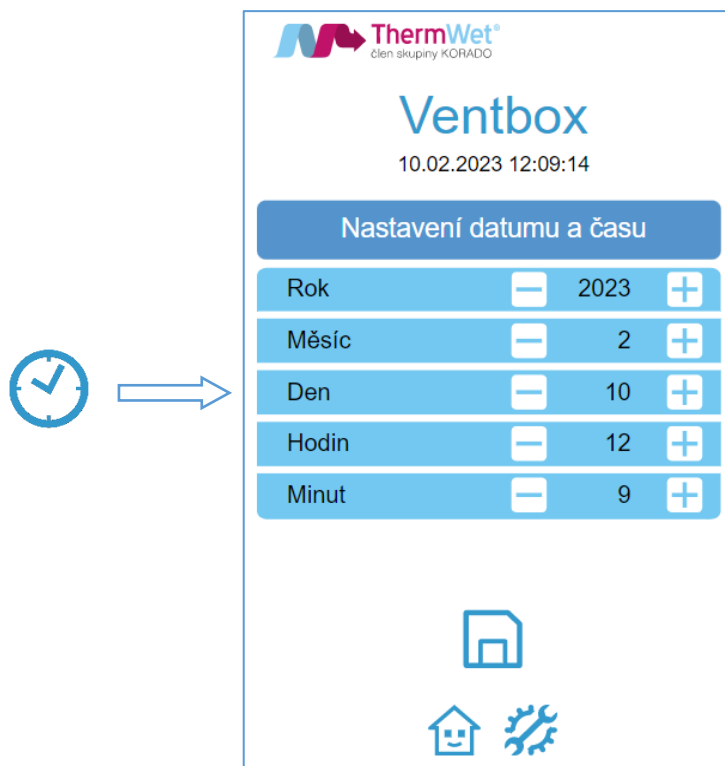 ThermWet®
člen skupiny KORADO
Ventbox
10.02.2023 12:09:14
Nastavení datumu a času
Rok 2023
Měsíc 2
Den 10
Hodin 12
Minut 9